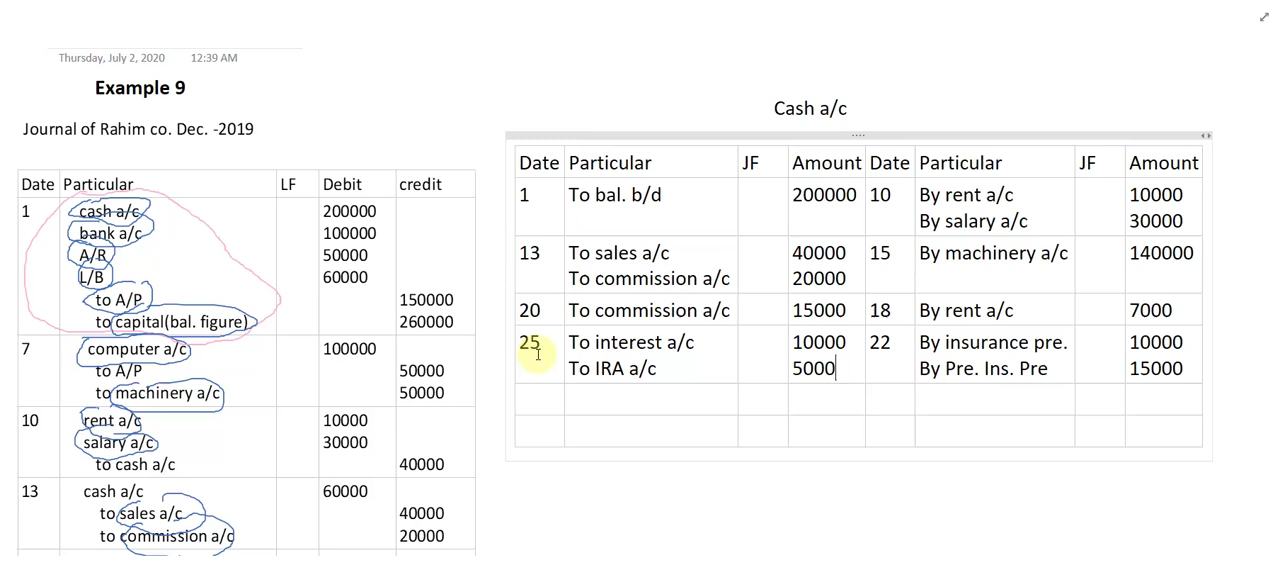 Thursday, July 2, 2020 12:39 AM
Example 9
Journal of Rahim co. Dec. -2019
Date Particular LF Debit credit
1 cash a/c 200000
bank a/c 100000
A/R 50000
L/B 60000
to A/P 150000
to capital(bal. figure) 260000
7 computer a/c 100000
to A/P 50000
to machinery a/c 50000
10 rent a/c 10000
salary a/c 30000
to cash a/c 40000
13 cash a/c 60000
to sales a/c 40000
to commission a/c 20000
Cash a/c
Date Particular JF Amount Date Particular JF Amount
1 To bal. b/d 200000 10 By rent a/c 10000
By salary a/c 30000
13 To sales a/c 40000 15 By machinery a/c 140000
To commission a/c 20000
20 To commission a/c 15000 18 By rent a/c 7000
25 To interest a/c 10000 22 By insurance pre. 10000
To IRA a/c 5000 By Pre. Ins. Pre 15000